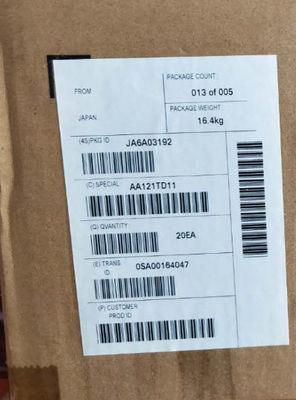 PACKAGE COUNT
FROM
013 of 005
PACKAGE WEIGHT
JAPAN
16.4kg
(4S)PKG ID JA6A03192
(C) SPECIAL AA121TD11
(Q) QVANTITY
20EA
(E) TRANS 0SA00164047
ID
(P) CUSTOMER
PROD ID